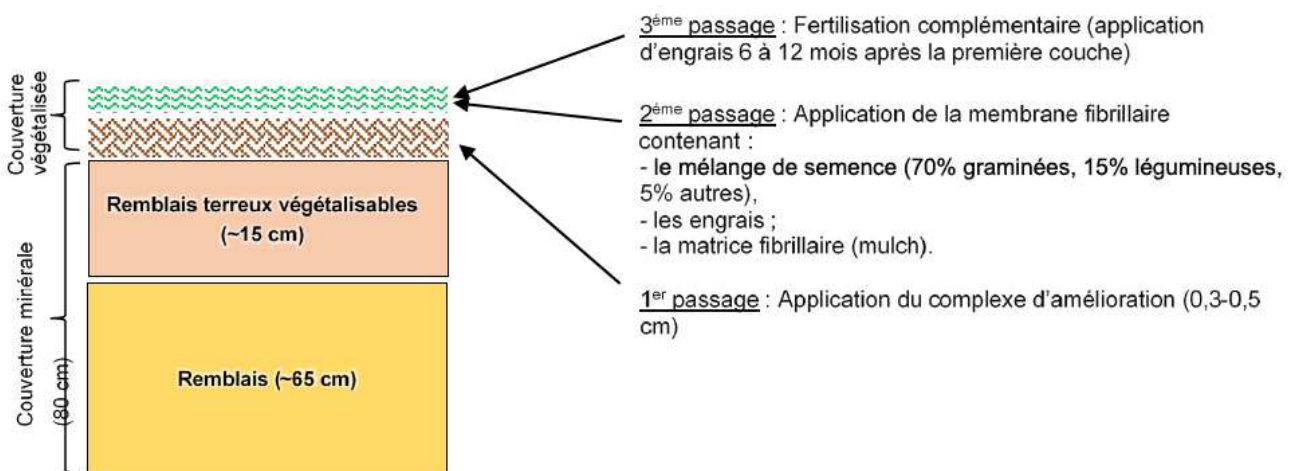 3ème passage : Fertilisation complémentaire (application
d'engrais 6 à 12 mois après la première couche)
Couverture
végétalisée
2ème passage : Application de la membrane fibrillaire
contenant :
- le mélange de semence (70% graminées, 15% légumineuses,
5% autres),
- les engrais ;
- la matrice fibrillaire (mulch).
Remblais terreux végétalisables
(~15 cm)
1er passage : Application du complexe d'amélioration (0,3-0,5
cm)
Couverture minérale
(80 cm)
Remblais (~65 cm)